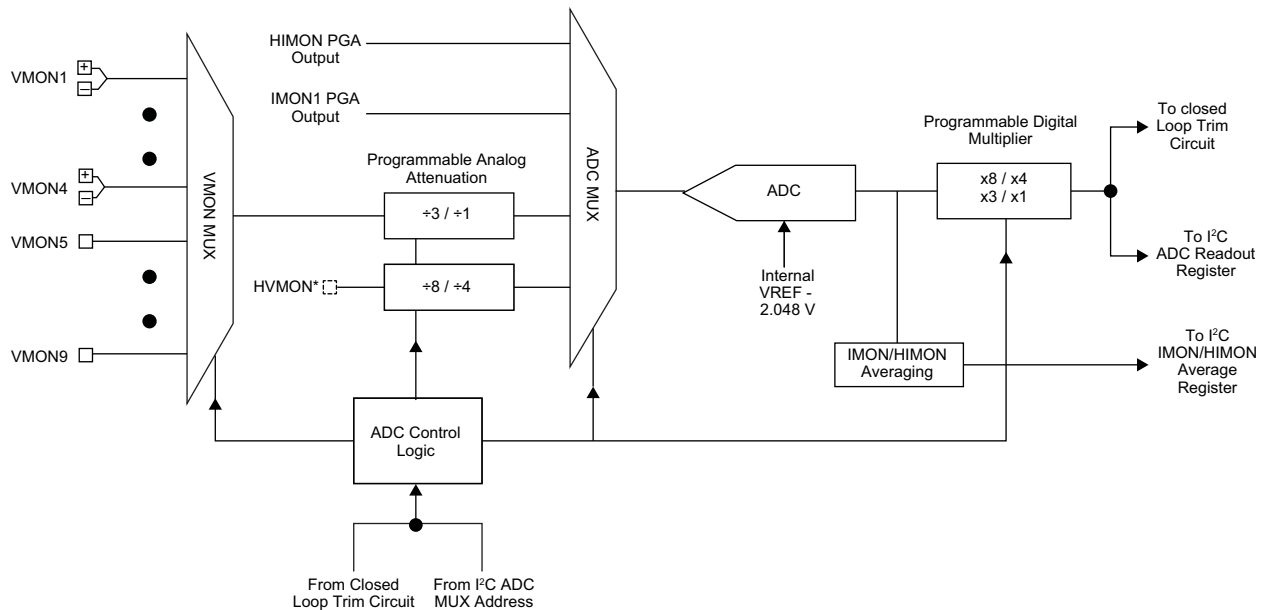 HIMON PGA
Output
VMON1
+
−
IMON1 PGA
Output
To closed
Loop Trim
Circuit
Programmable Digital
Multiplier
Programmable Analog
Attenuation
VMON MUX
ADC MUX
ADC
x8 / x4
x3 / x1
VMON4
+
−
÷3 / ÷1
VMON5
To I²C
ADC Readout
Register
HVMON*
÷8 / ÷4
Internal
VREF -
2.048 V
VMON9
IMON/HIMON
Averaging
To I²C
IMON/HIMON
Average
Register
ADC Control
Logic
From Closed
Loop Trim Circuit
From I²C ADC
MUX Address